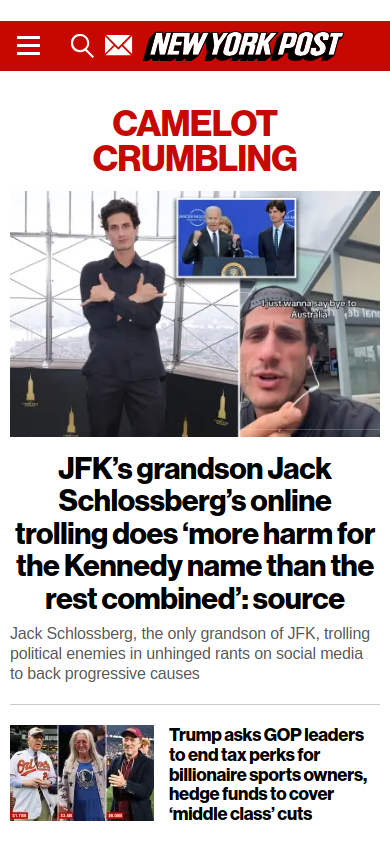 NEW YORK POST
CAMELOT
CRUMBLING
I just wanna say bye to
Australia
JFK’s grandson Jack
Schlossberg’s online
trolling does ‘more harm for
the Kennedy name than the
rest combined’: source
Jack Schlossberg, the only grandson of JFK, trolling
political enemies in unhinged rants on social media
to back progressive causes
Trump asks GOP leaders
to end tax perks for
billionaire sports owners,
hedge funds to cover
‘middle class’ cuts